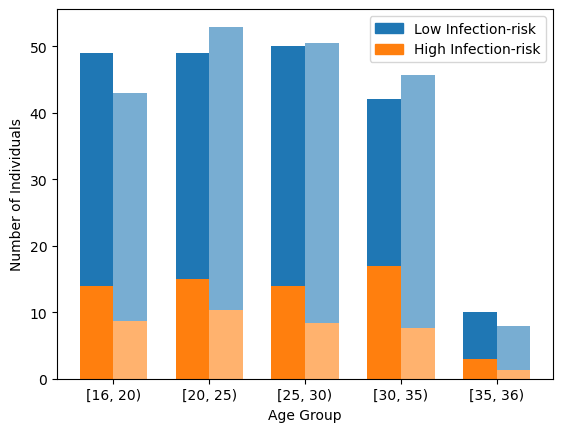 Low Infection-risk
High Infection-risk
Number of Individuals
50
40
30
20
10
0
[16, 20)
[20, 25)
[25, 30)
[30, 35)
[35, 36)
Age Group